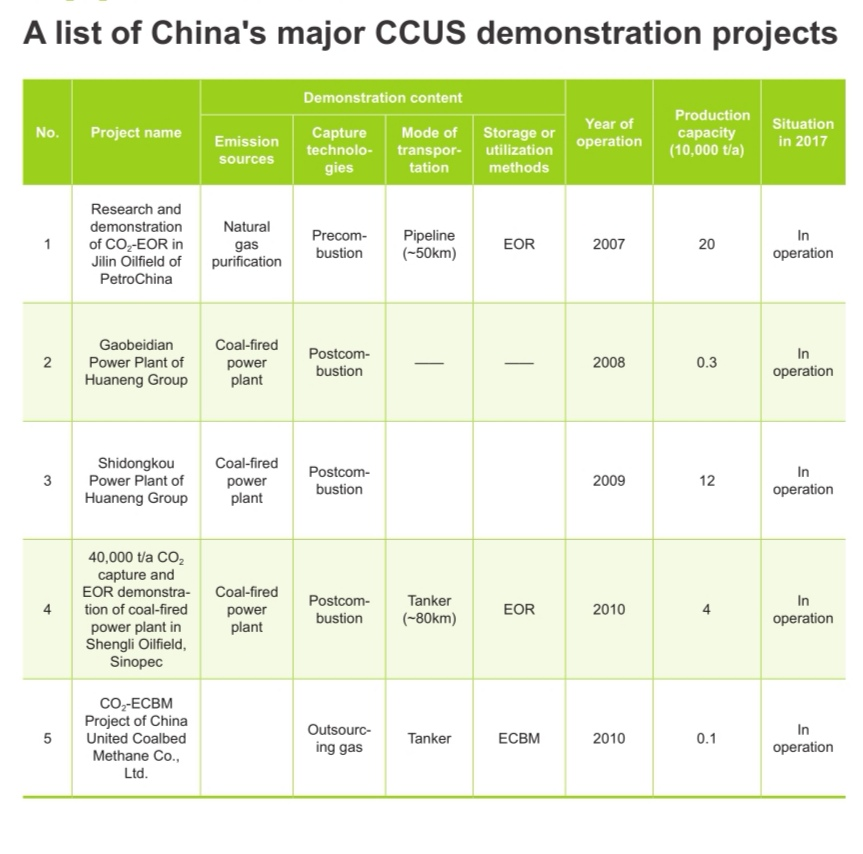 A list of China's major CCUS demonstration projects
No.
Project name
Demonstration content
Emission
sources
Capture
technolo-
gies
Mode of
transpor-
tation
Storage or
utilization
methods
Year of
operation
Production
capacity
(10,000 t/a)
Situation
in 2017
1
Research and
demonstration
of CO₂-EOR in
Jilin Oilfield of
PetroChina
Natural
gas
purification
Precom-
bustion
Pipeline
(~50km)
EOR
2007
20
In
operation
2
Gaobeidian
Power Plant of
Huaneng Group
Coal-fired
power
plant
Postcom-
bustion
——
——
2008
0.3
In
operation
3
Shidongkou
Power Plant of
Huaneng Group
Coal-fired
power
plant
Postcom-
bustion
2009
12
In
operation
4
40,000 t/a CO₂
capture and
EOR demonstra-
tion of coal-fired
power plant in
Shengli Oilfield,
Sinopec
Coal-fired
power
plant
Postcom-
bustion
Tanker
(~80km)
EOR
2010
4
In
operation
5
CO₂-ECBM
Project of China
United Coalbed
Methane Co.,
Ltd.
Outsourc-
ing gas
Tanker
ECBM
2010
0.1
In
operation